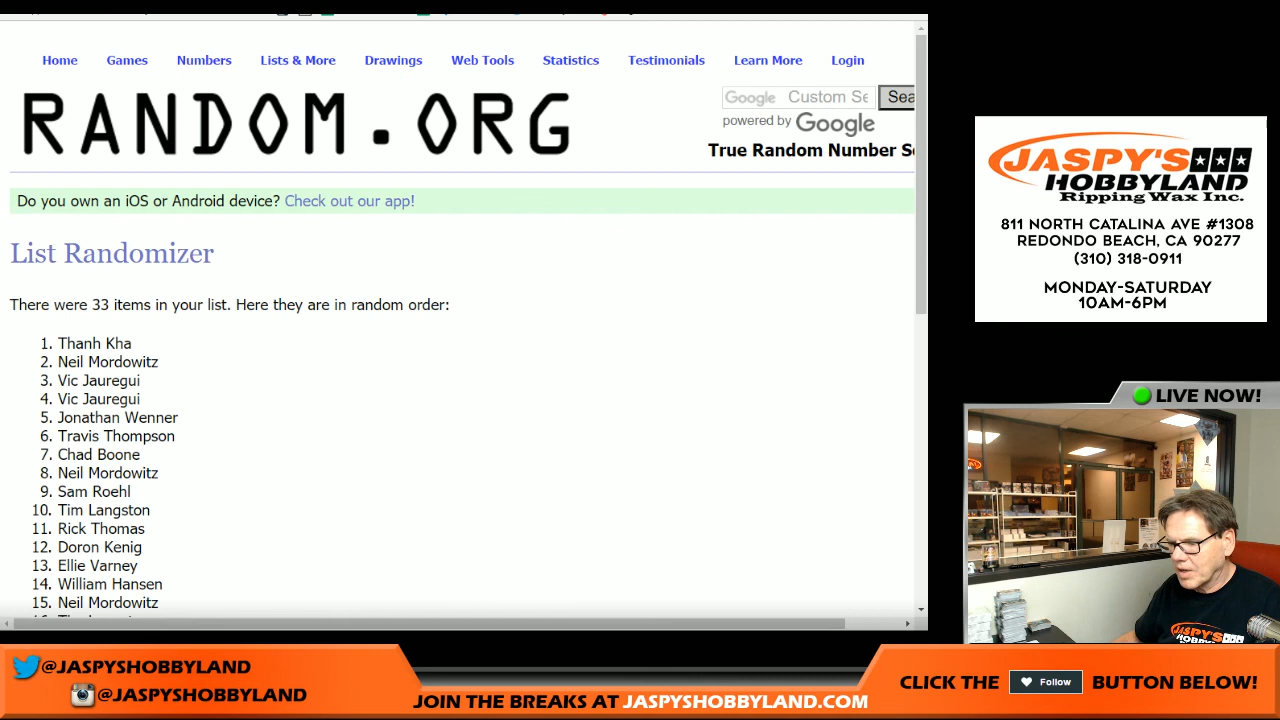 Home Games Numbers Lists & More Drawings Web Tools Statistics Testimonials Learn More Login
RANDOM.ORG
Google Custom Se
Sea
powered by Google
True Random Number S
Do you own an iOS or Android device? Check out our app!
List Randomizer
There were 33 items in your list. Here they are in random order:
1. Thanh Kha
2. Neil Mordowitz
3. Vic Jauregui
4. Vic Jauregui
5. Jonathan Wenner
6. Travis Thompson
7. Chad Boone
8. Neil Mordowitz
9. Sam Roehl
10. Tim Langston
11. Rick Thomas
12. Doron Kenig
13. Ellie Varney
14. William Hansen
15. Neil Mordowitz
JASPY'S
HOBBYLAND
Ripping Wax Inc.
811 NORTH CATALINA AVE #1308
REDONDO BEACH, CA 90277
(310) 318-0911
MONDAY-SATURDAY
10AM-6PM
LIVE NOW!
JASPY'S
@JASPYSHOBBYLAND
@JASPYSHOBBYLAND
JOIN THE BREAKS AT JASPYSHOBBYLAND.COM
CLICK THE Follow BUTTON BELOW!